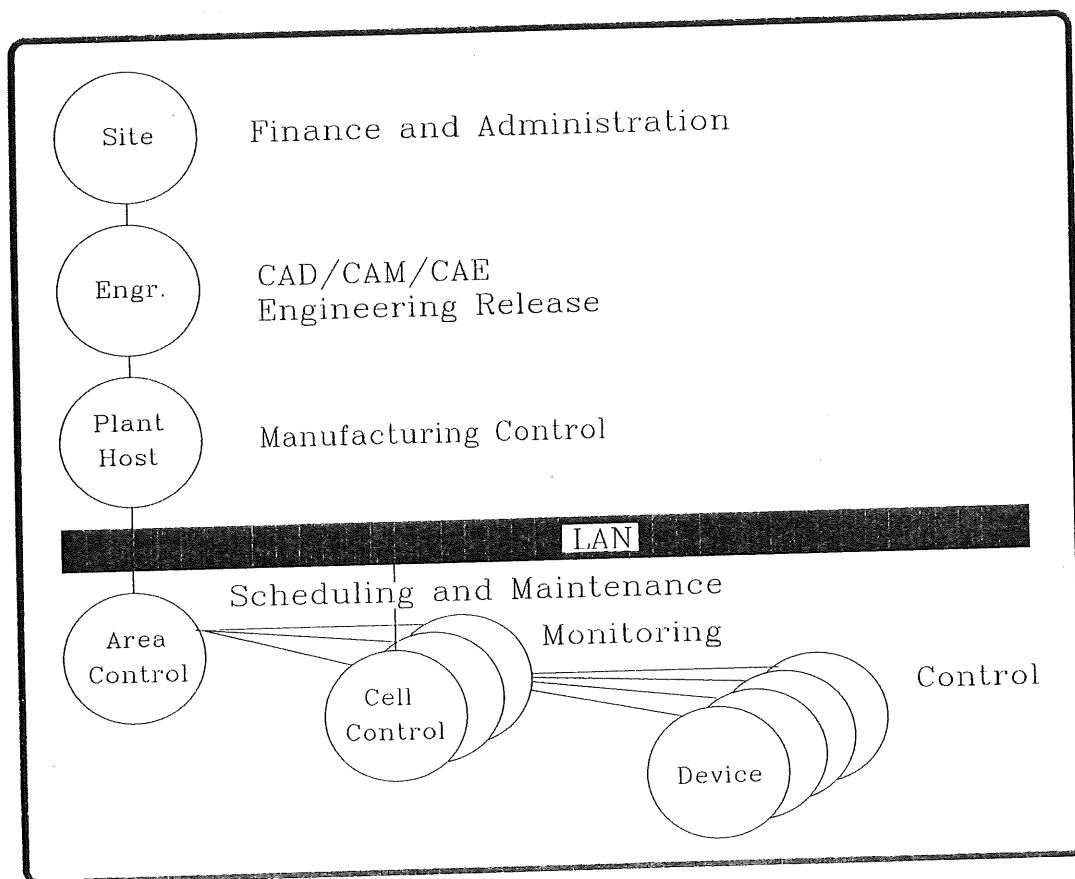 Site
Finance and Administration
Engr.
CAD/CAM/CAE
Engineering Release
Plant
Host
Manufacturing Control
LAN
Scheduling and Maintenance
Area
Control
Monitoring
Cell
Control
Control
Device